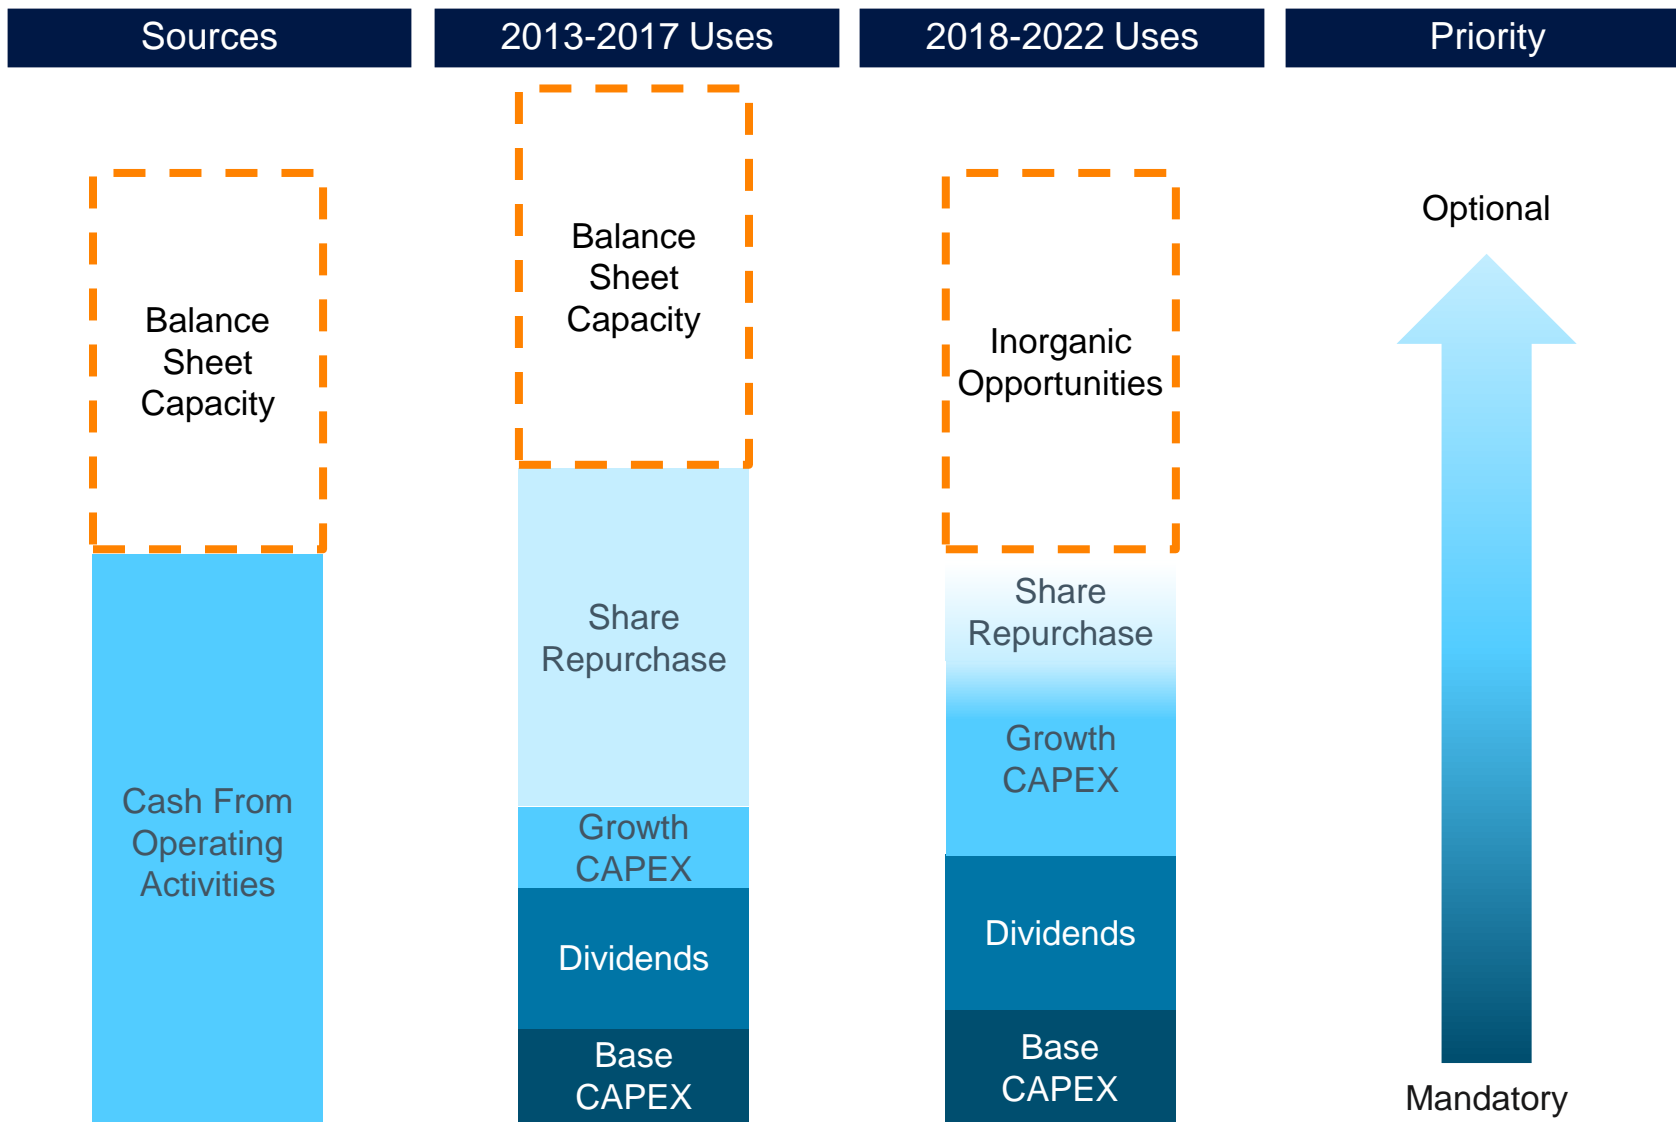 Sources
2013-2017 Uses
2018-2022 Uses
Priority
Balance
Sheet
Capacity
Cash From
Operating
Activities
Balance
Sheet
Capacity
Share
Repurchase
Growth
CAPEX
Dividends
Base
CAPEX
Inorganic
Opportunities
Share
Repurchase
Growth
CAPEX
Dividends
Base
CAPEX
Optional
Mandatory